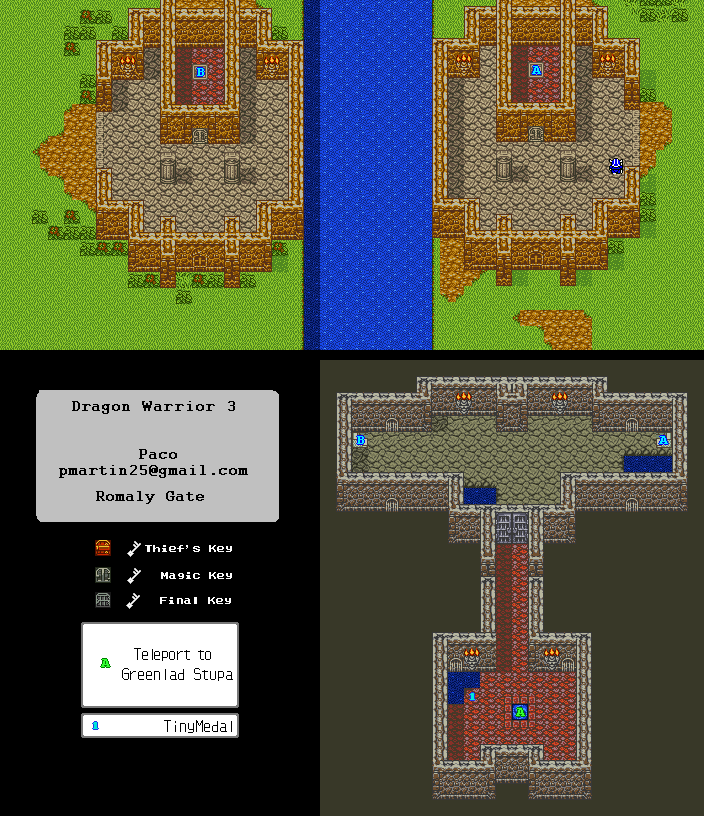 B
A
Dragon Warrior 3
Paco
pmartin25@gmail.com
Romaly Gate
Thief's Key
Magic Key
Final Key
A Teleport to
Greenlad Stupa
1 TinyMedal
B
A
1
A